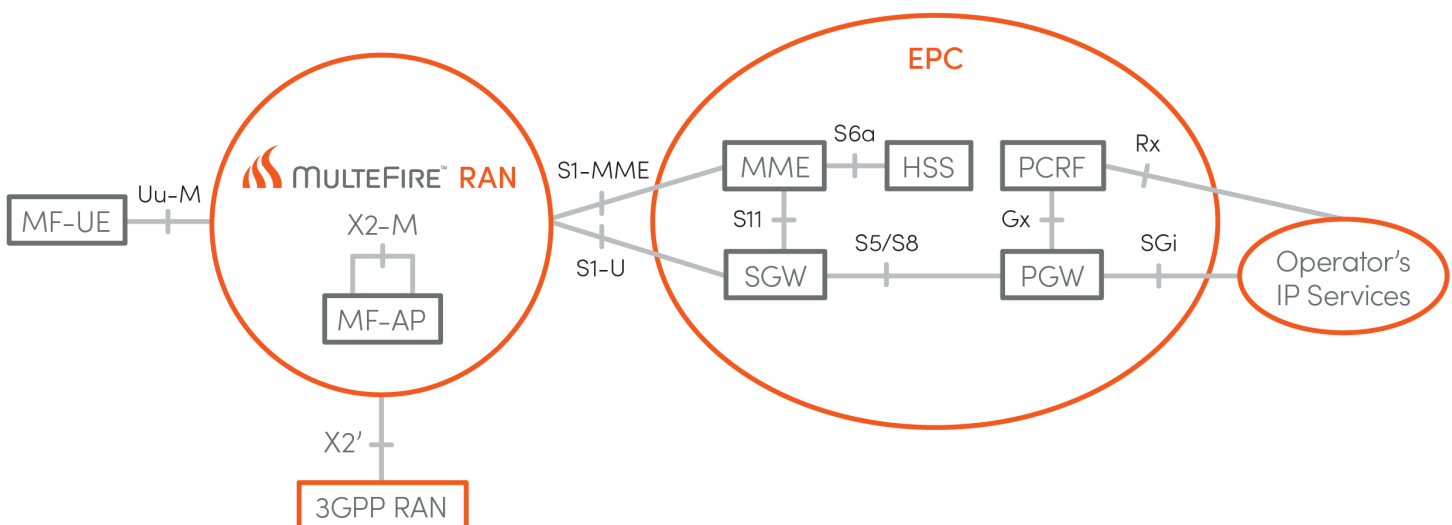 EPC
S6a
Rx
MME
HSS
PCRF
S1-MME
MULTEFIRE™ RAN
Uu-M
MF-UE
X2-M
S11
Gx
S5/S8
SGi
S1-U
SGW
PGW
Operator's
IP Services
MF-AP
X2'
3GPP RAN